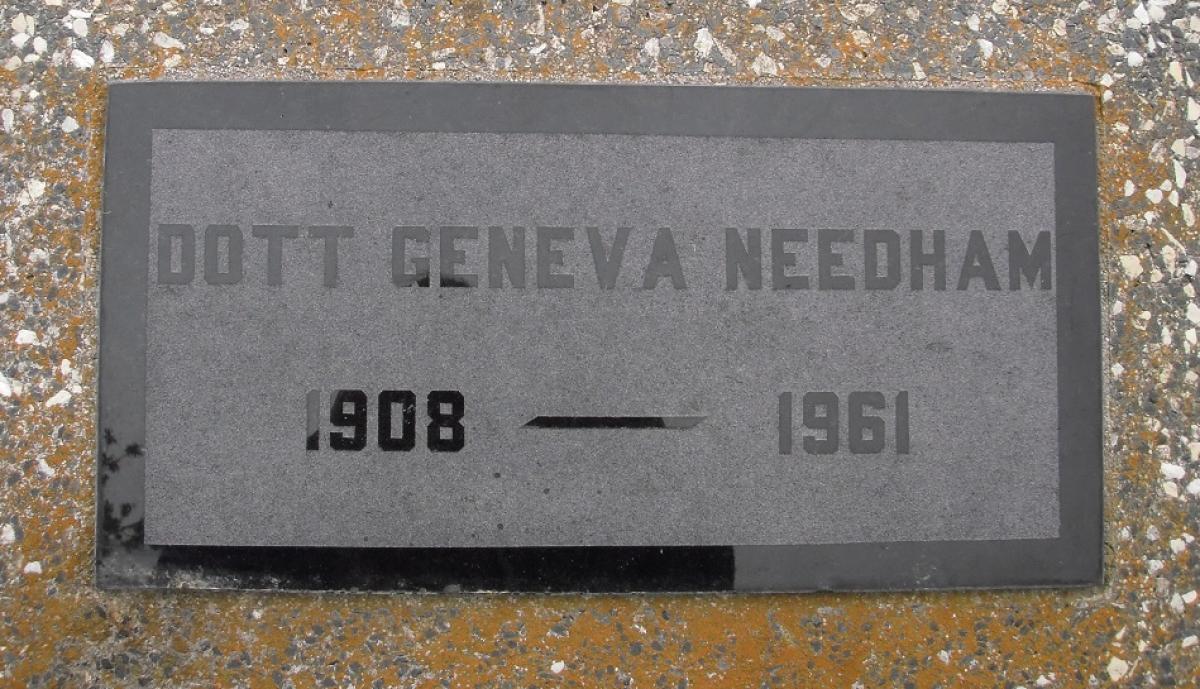 DOTT GENEVA NEEDHAM
1908 — 1961